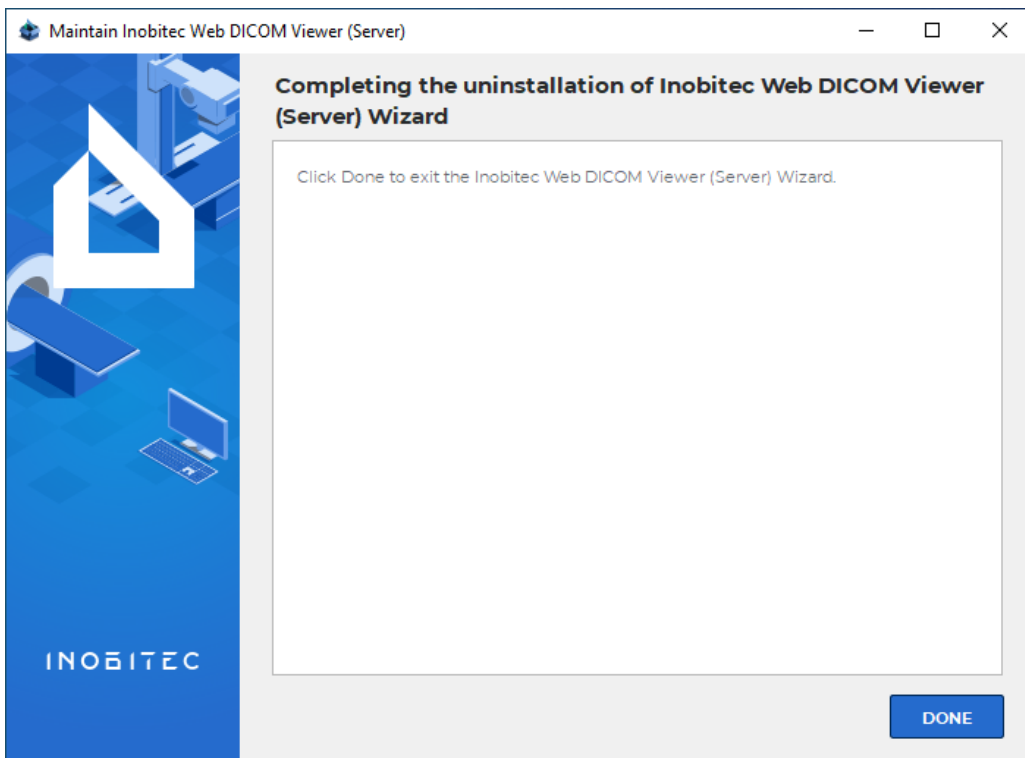 Maintain Inobitec Web DICOM Viewer (Server)
Completing the uninstallation of Inobitec Web DICOM Viewer
(Server) Wizard
Click Done to exit the Inobitec Web DICOM Viewer (Server) Wizard.
INOBITEC
DONE